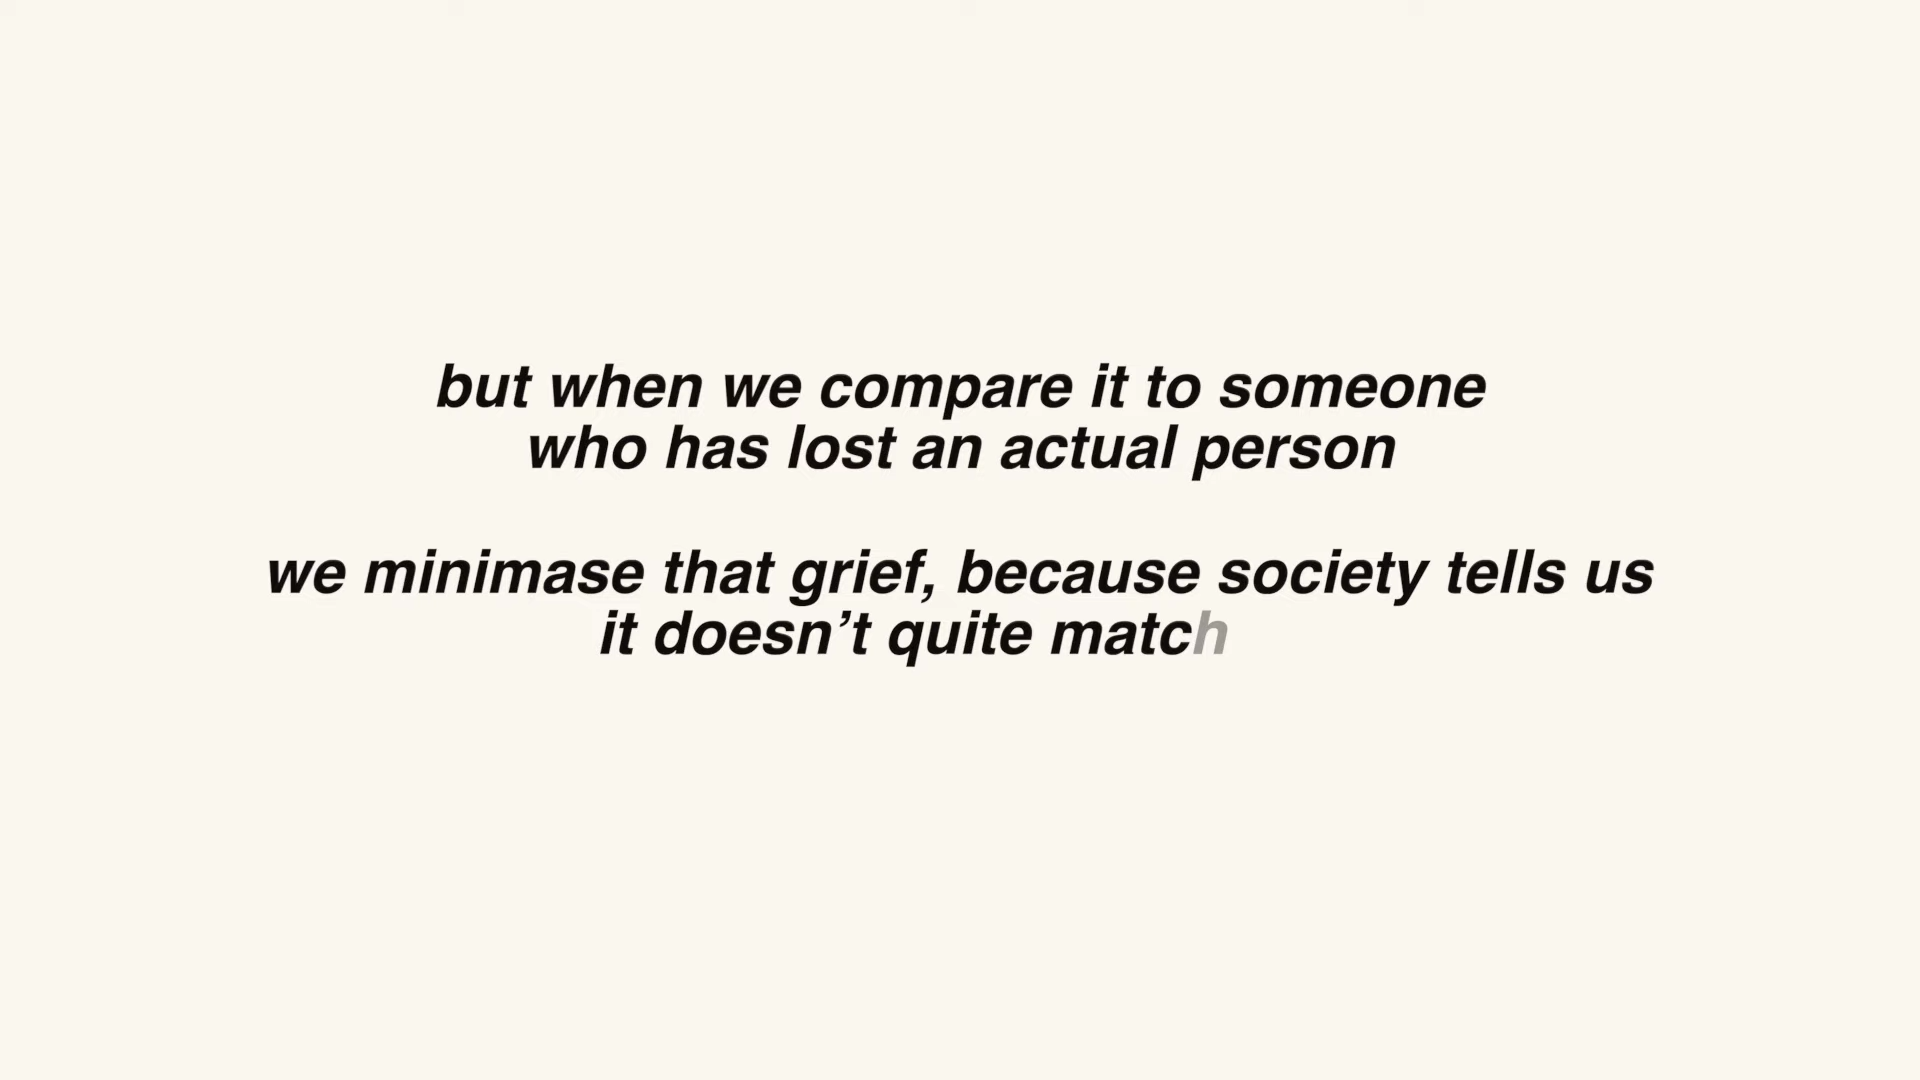 but when we compare it to someone
who has lost an actual person
we minimase that grief, because society tells us
it doesn’t quite match